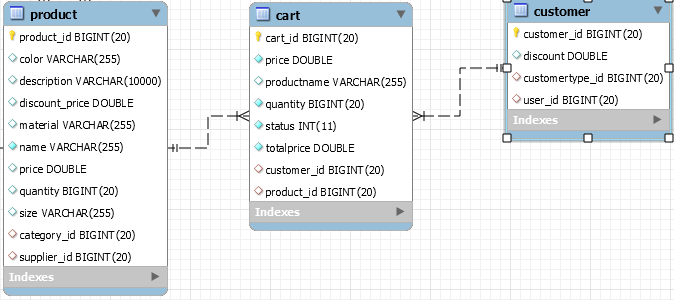 product
product_id BIGINT(20)
color VARCHAR(255)
description VARCHAR(10000)
discount_price DOUBLE
material VARCHAR(255)
name VARCHAR(255)
price DOUBLE
quantity BIGINT(20)
size VARCHAR(255)
category_id BIGINT(20)
supplier_id BIGINT(20)
Indexes
cart
cart_id BIGINT(20)
price DOUBLE
productname VARCHAR(255)
quantity BIGINT(20)
status INT(11)
totalprice DOUBLE
customer_id BIGINT(20)
product_id BIGINT(20)
Indexes
customer
customer_id BIGINT(20)
discount DOUBLE
customertype_id BIGINT(20)
user_id BIGINT(20)
Indexes